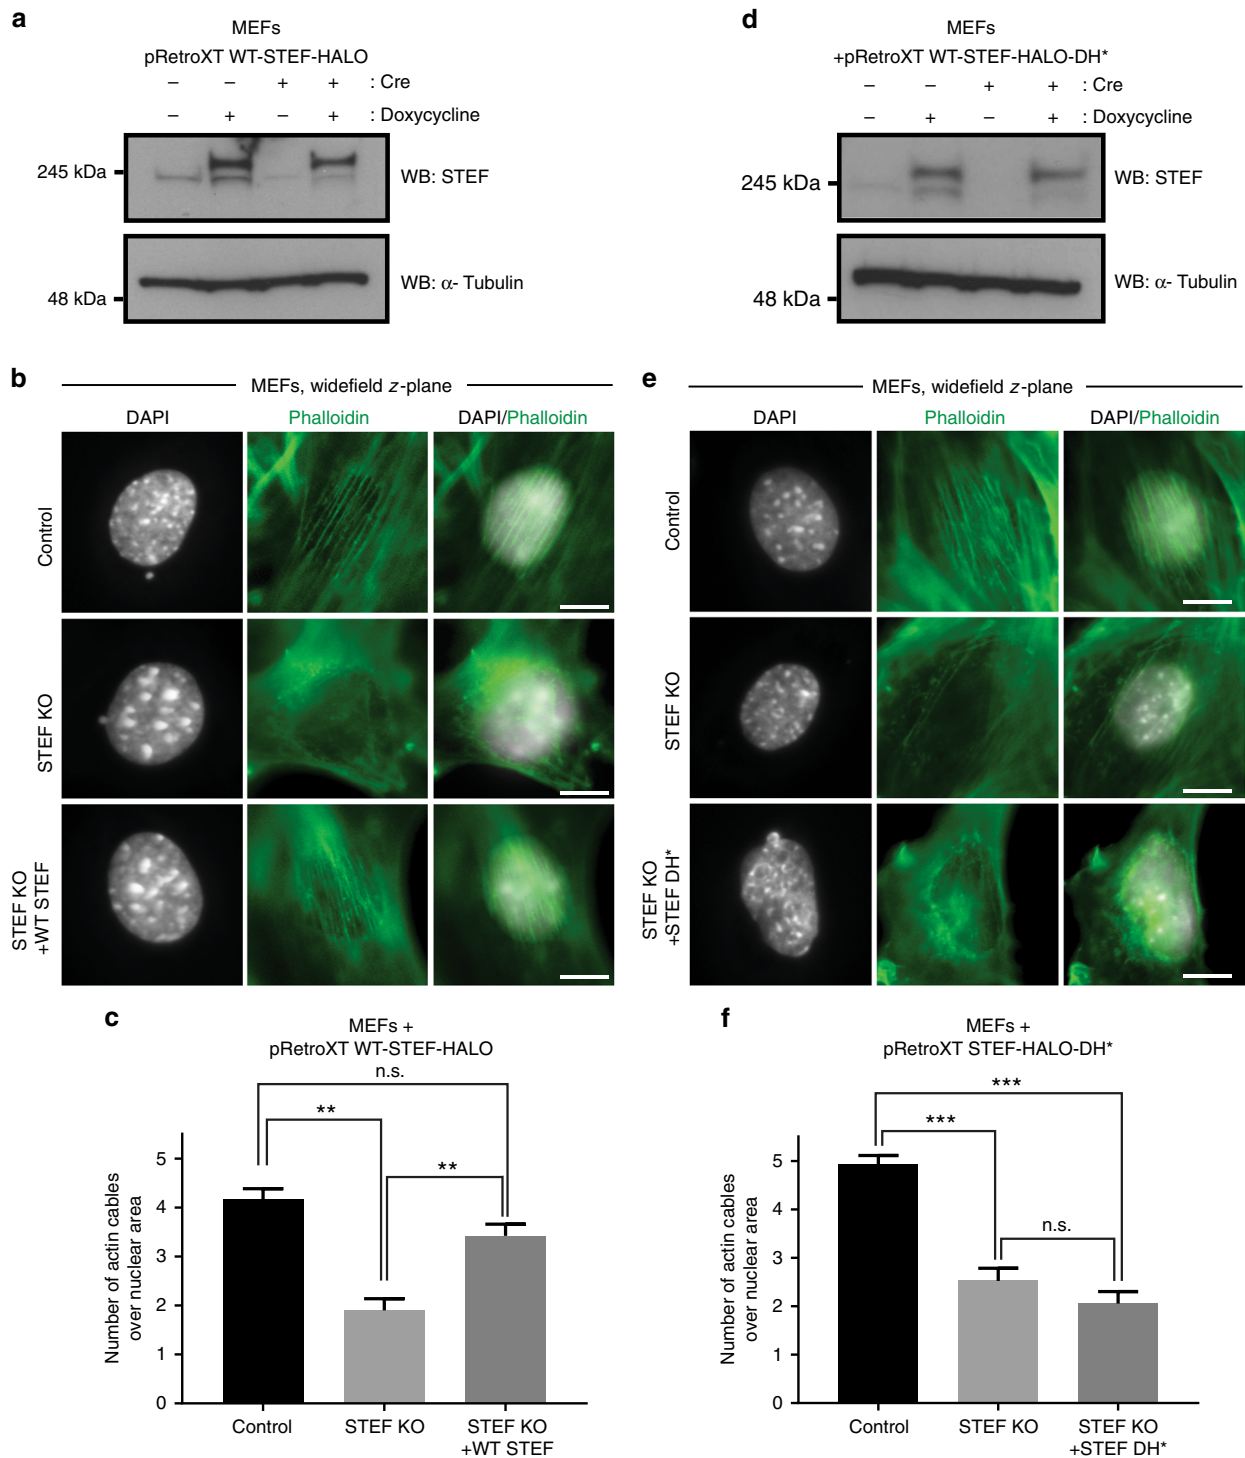 a
MEFs
pRetroXT WT-STEF-HALO
– – + + : Cre
– + – + : Doxycycline
245 kDa
WB: STEF
48 kDa
WB: α- Tubulin
d
MEFs
+pRetroXT WT-STEF-HALO-DH*
– – + + : Cre
– + – + : Doxycycline
245 kDa
WB: STEF
48 kDa
WB: α- Tubulin
b
MEFs, widefield z-plane
DAPI Phalloidin DAPI/Phalloidin
Control
STEF KO
STEF KO
+WT STEF
e
MEFs, widefield z-plane
DAPI Phalloidin DAPI/Phalloidin
Control
STEF KO
STEF KO
+STEF DH*
c
MEFs +
pRetroXT WT-STEF-HALO
n.s.
**
**
Number of actin cables
over nuclear area
5
4
3
2
1
0
Control STEF KO STEF KO
+WT STEF
f
MEFs +
pRetroXT STEF-HALO-DH*
***
***
n.s.
Number of actin cables
over nuclear area
5
4
3
2
1
0
Control STEF KO STEF KO
+STEF DH*